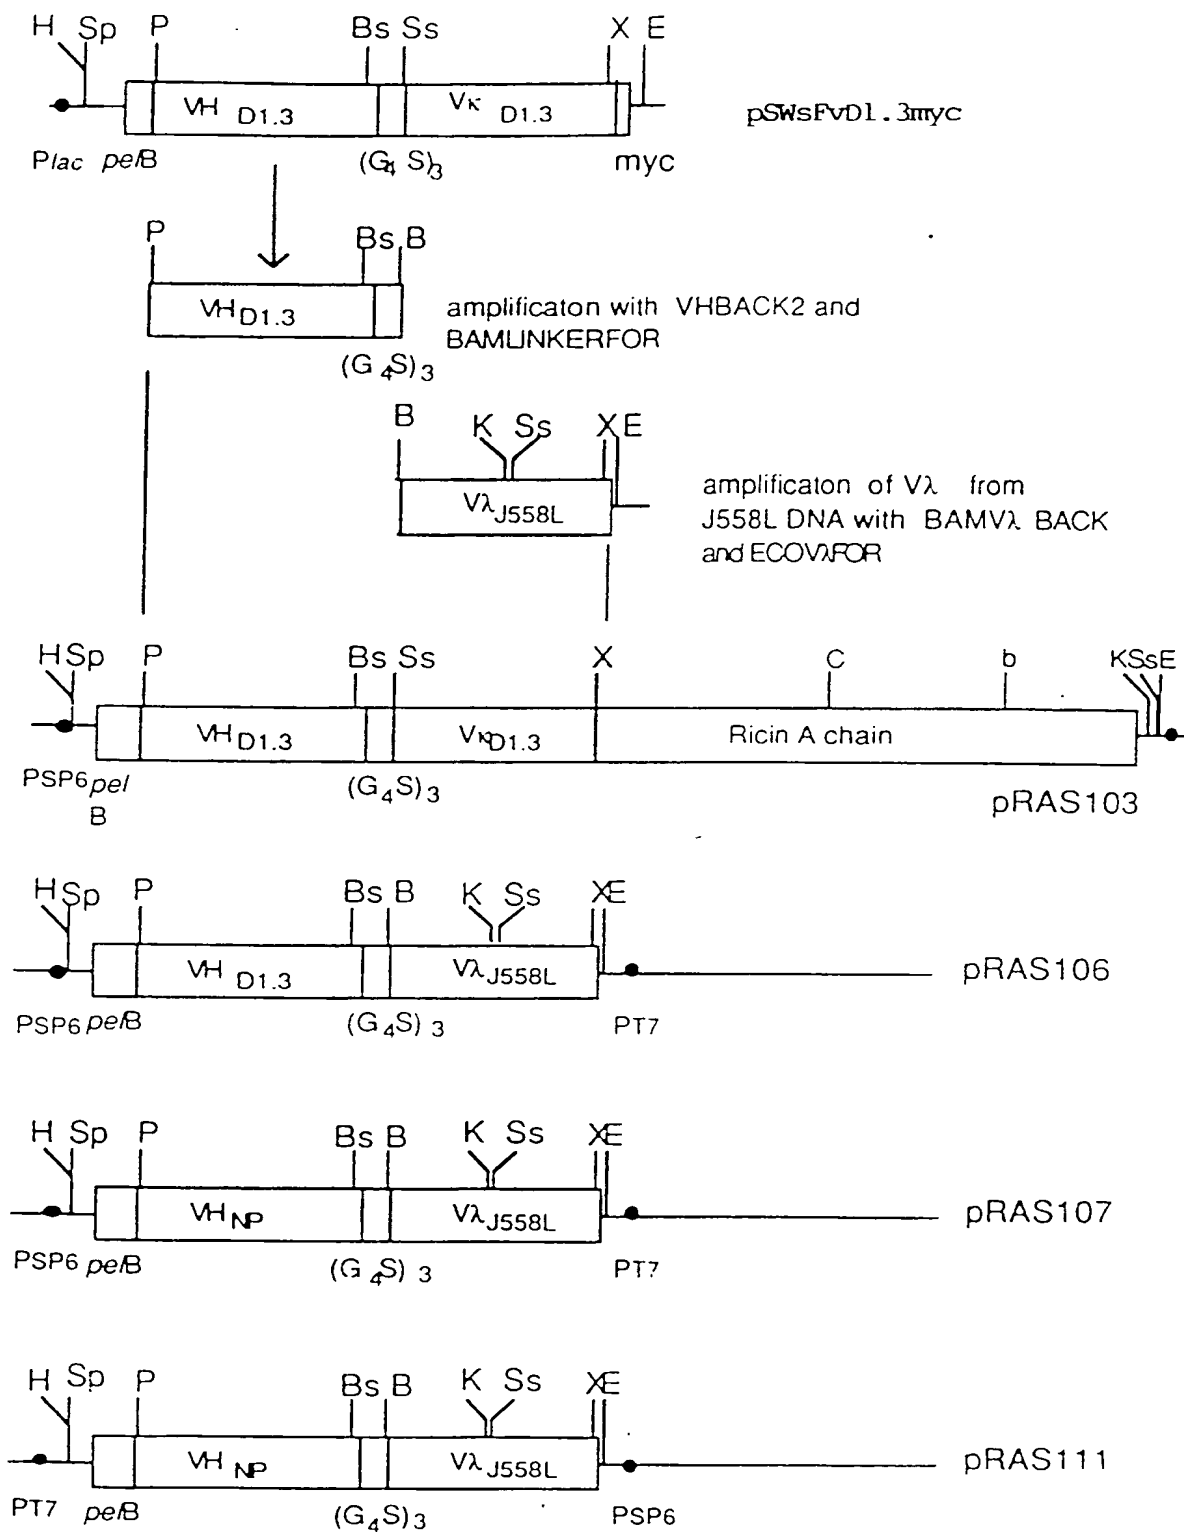 H Sp P Bs Ss X E
VH D1.3 Vκ D1.3 pSWsFvD1.3myc
Plac pelB (G4 S)3 myc
P Bs B
VH D1.3 amplificaton with VHBACK2 and
BAMLINKERFOR
(G4S)3
B K Ss X E
Vλ J558L amplificaton of Vλ from
J558L DNA with BAMVλ BACK
and ECOVλFOR
H Sp P Bs Ss X C b K Ss E
VH D1.3 Vκ D1.3 Ricin A chain
PSP6 pel
B (G4S)3 pRAS103
H Sp P Bs B K Ss X E
VH D1.3 Vλ J558L pRAS106
PSP6 pelB (G4S)3 PT7
H Sp P Bs B K Ss X E
VH NP Vλ J558L pRAS107
PSP6 pelB (G4S)3 PT7
H Sp P Bs B K Ss X E
VH NP Vλ J558L pRAS111
PT7 pelB (G4S)3 PSP6